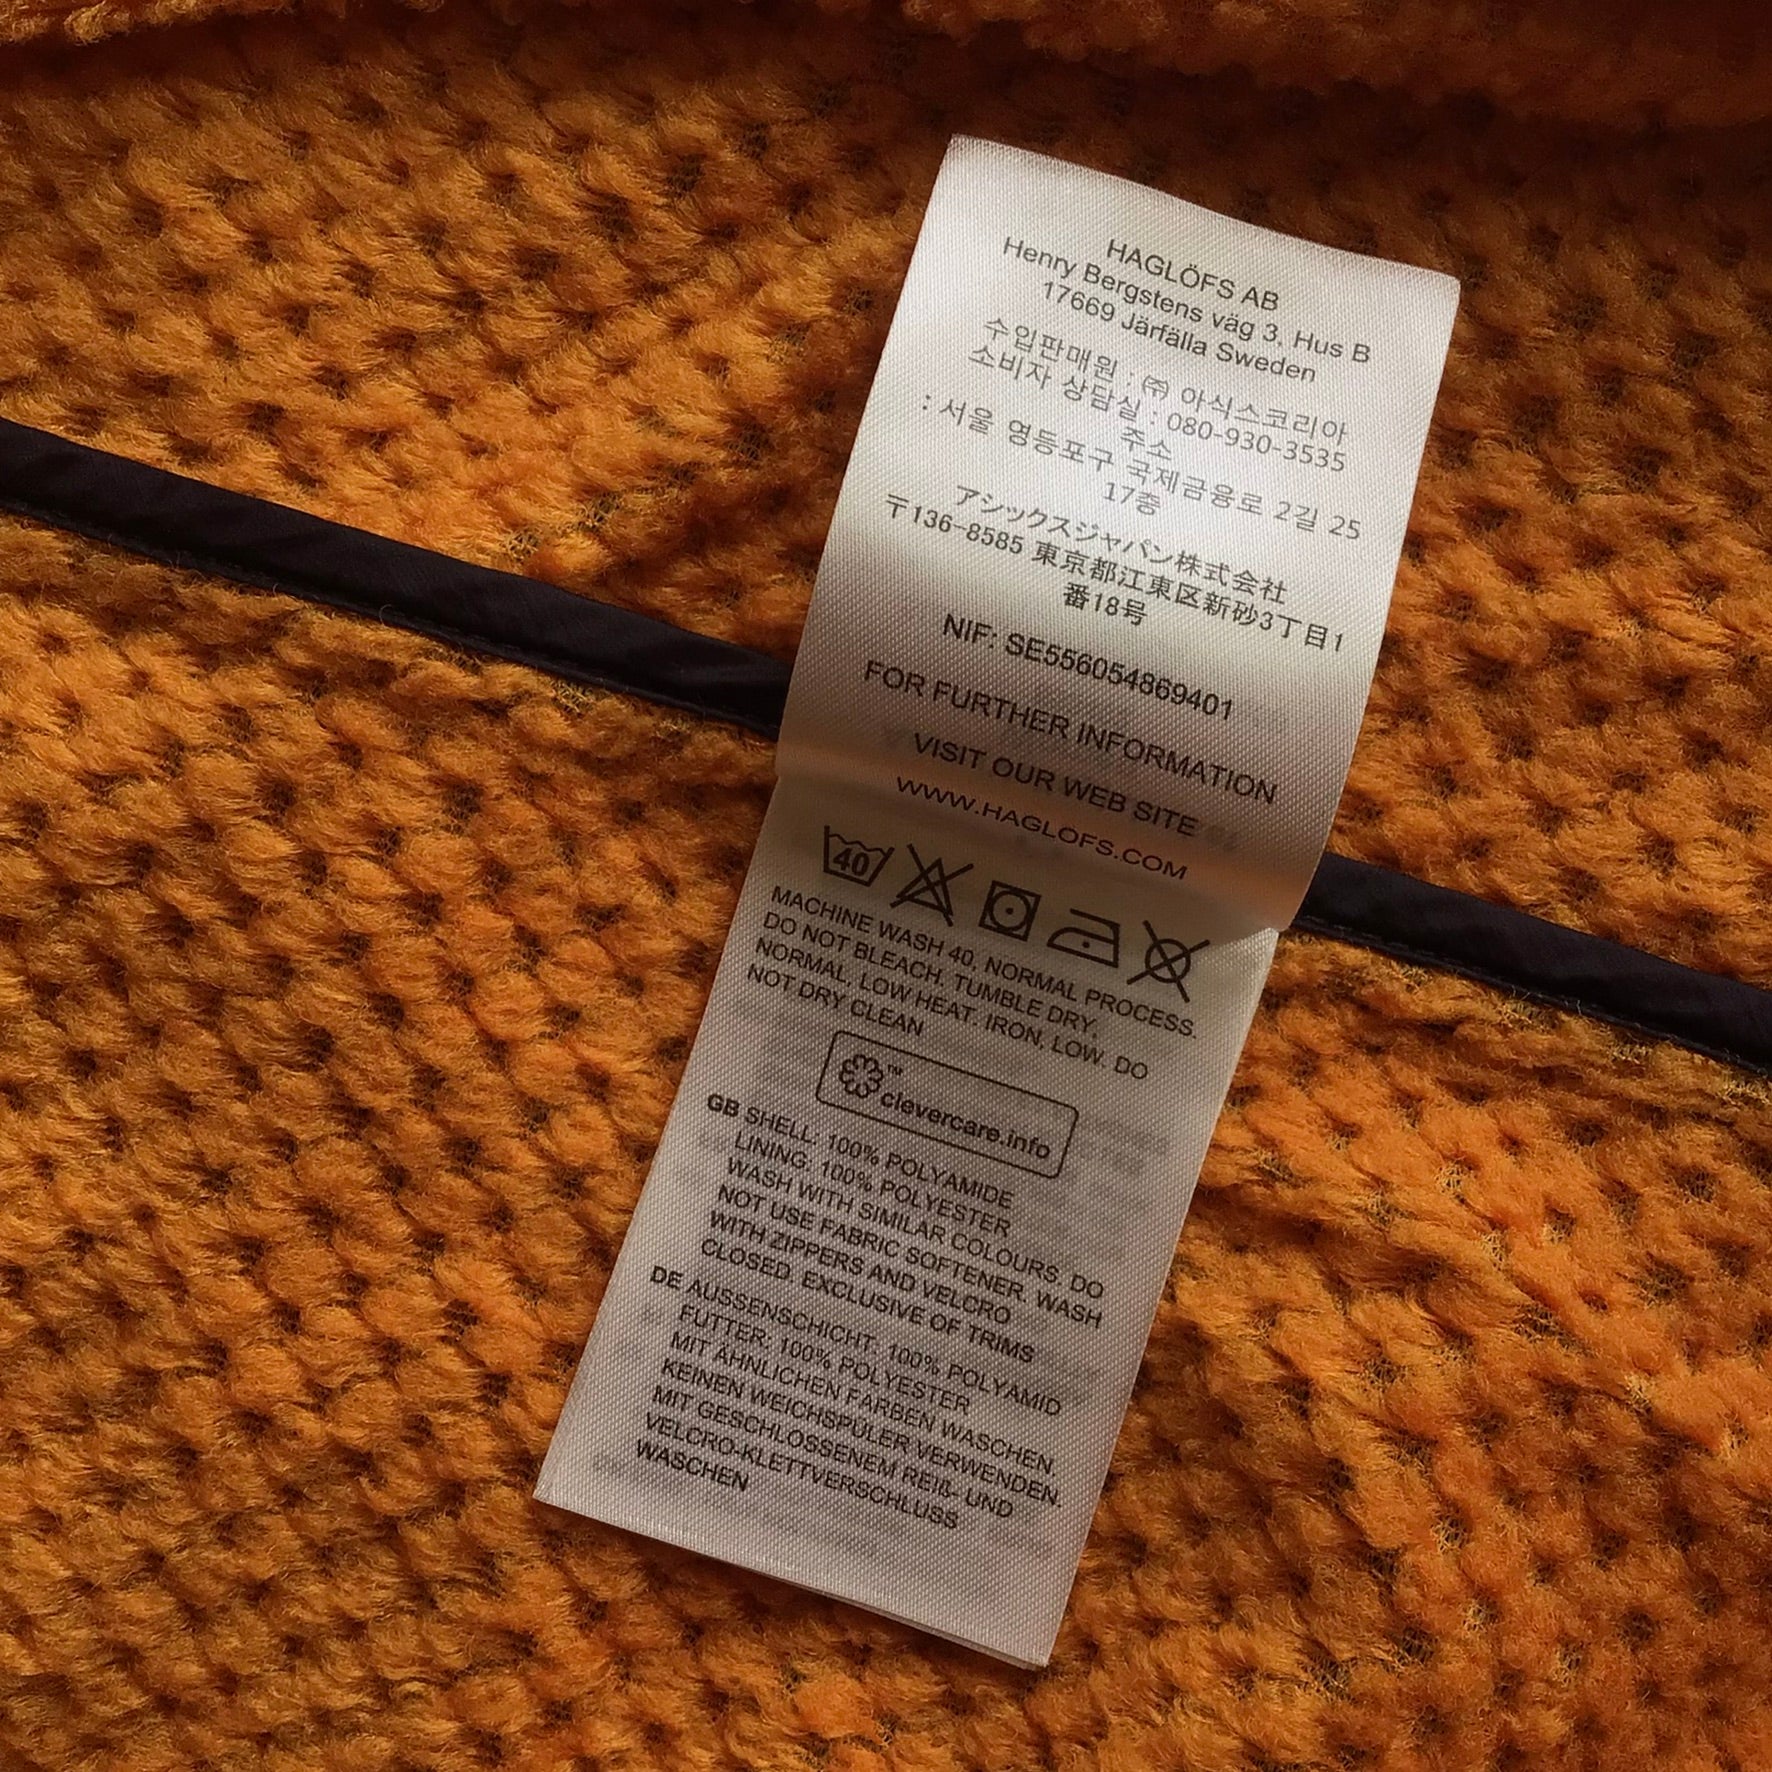 HAGLÖFS AB
Henry Bergstens väg 3, Hus B
17669 Järfälla Sweden
수입판매원 : ㈜ 아식스코리아
소비자 상담실 : 080-930-3535
주소
: 서울 영등포구 국제금융로 2길 25
17층
アシックスジャパン株式会社
〒136-8585 東京都江東区新砂3丁目1
番18号
NIF: SE556054869401
FOR FURTHER INFORMATION
VISIT OUR WEB SITE
WWW.HAGLOFS.COM
40
MACHINE WASH 40, NORMAL PROCESS.
DO NOT BLEACH. TUMBLE DRY,
NORMAL, LOW HEAT. IRON, LOW. DO
NOT DRY CLEAN
™ clevercare.info
GB SHELL: 100% POLYAMIDE
LINING: 100% POLYESTER
WASH WITH SIMILAR COLOURS. DO
NOT USE FABRIC SOFTENER. WASH
WITH ZIPPERS AND VELCRO
CLOSED. EXCLUSIVE OF TRIMS
DE AUSSENSCHICHT: 100% POLYAMID
FUTTER: 100% POLYESTER
MIT ÄHNLICHEN FARBEN WASCHEN.
KEINEN WEICHSPÜLER VERWENDEN.
MIT GESCHLOSSENEM REIß- UND
VELCRO-KLETTVERSCHLUSS
WASCHEN